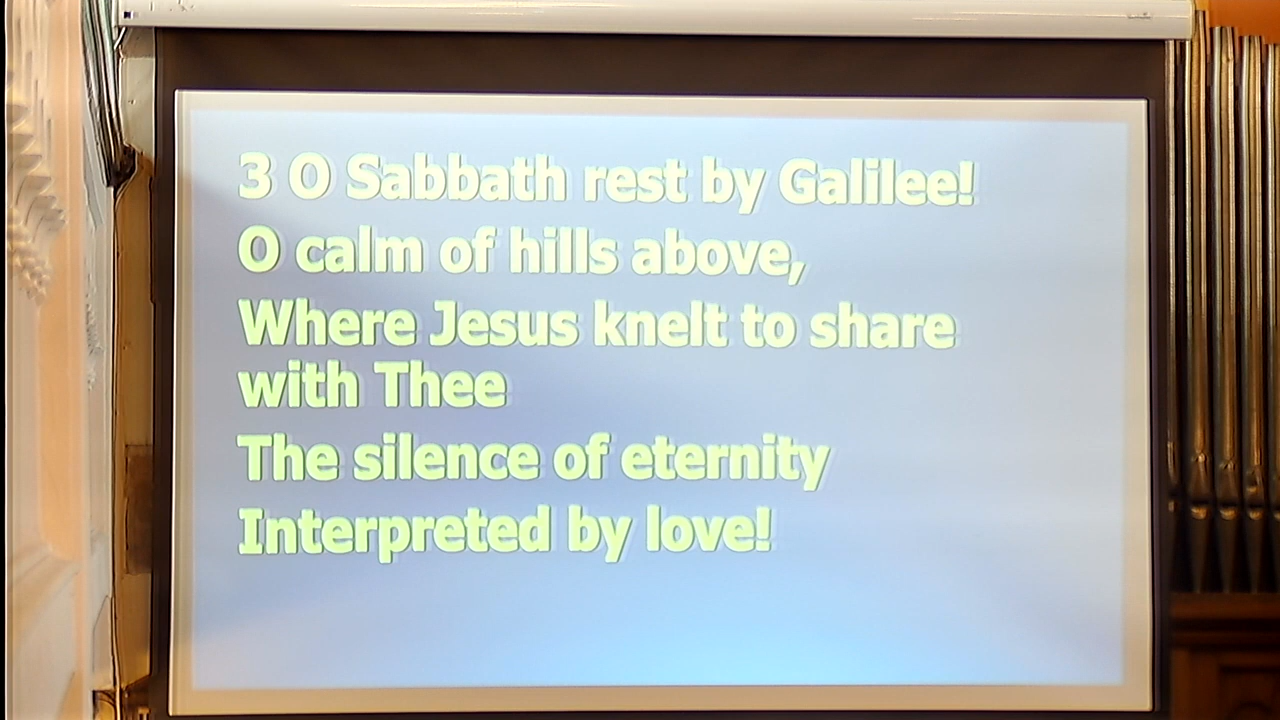 3 O Sabbath rest by Galilee!
O calm of hills above,
Where Jesus knelt to share
with Thee
The silence of eternity
Interpreted by love!